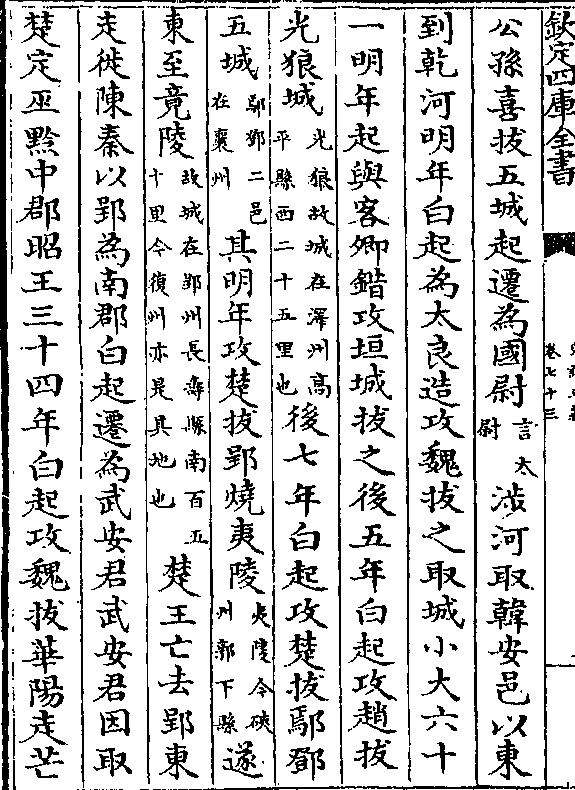 欽定四庫全書
卷七十三
公孫喜拔五城起遷為國尉言太尉涉河取韓安邑以東
到乾河明年白起為太良造攻魏拔之取城小大六十
一明年起與客卿錯攻垣城拔之後五年白起攻趙拔
光狼城光狼故城在澤州高平縣西二十五里也後七年白起攻楚拔鄢鄧
五城鄢鄧二邑在襄州其明年攻楚拔郢燒夷陵夷陵今硤州郭下縣遂
東至竟陵故城在郢州長壽縣南百五十里今復州亦是其地也楚王亡去郢東
走徙陳秦以郢為南郡白起遷為武安君武安君因取
楚定巫黔中郡昭王三十四年白起攻魏拔華陽走芒